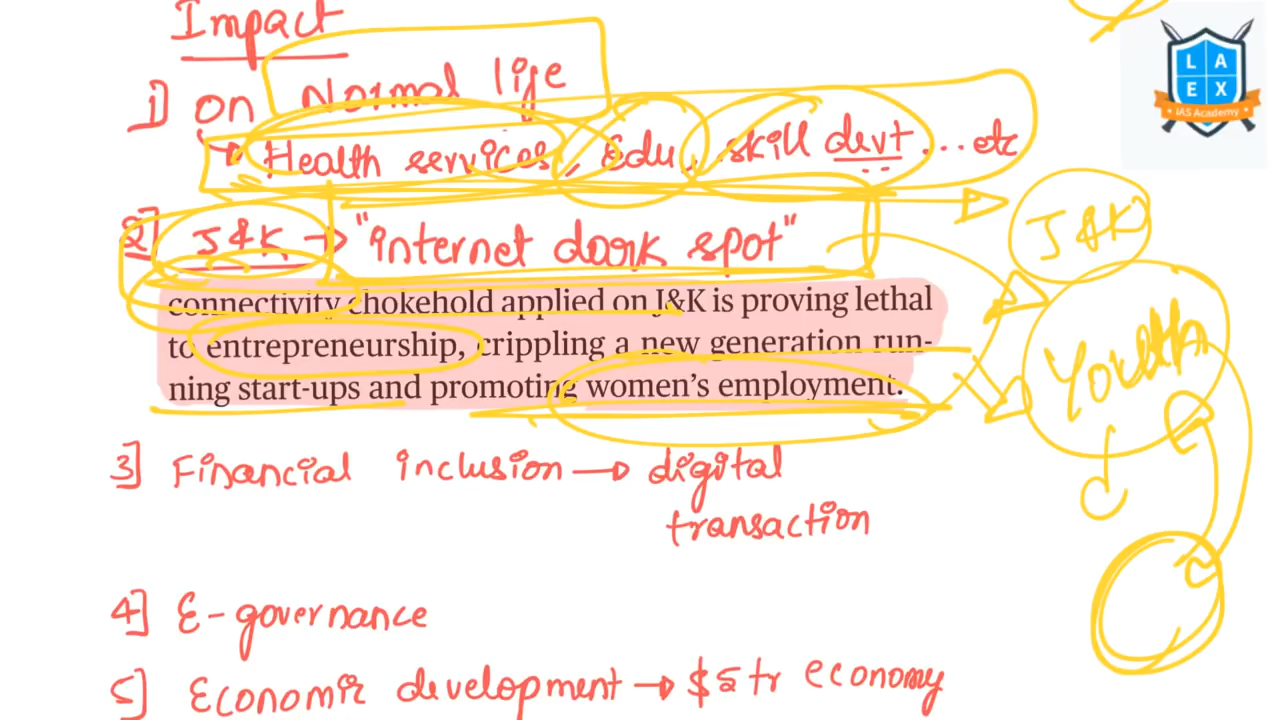 Impact
1] on Normal life
Health services, Edu, skill devt ... etc
2] J&K → "internet dark spot"
J&K
connectivity chokehold applied on J&K is proving lethal
to entrepreneurship, crippling a new generation run-
ning start-ups and promoting women's employment.
Youth
3] Financial inclusion → digital
transaction
4] E-governance
5] Economic development → $5 tr economy
LAEX
IAS Academy